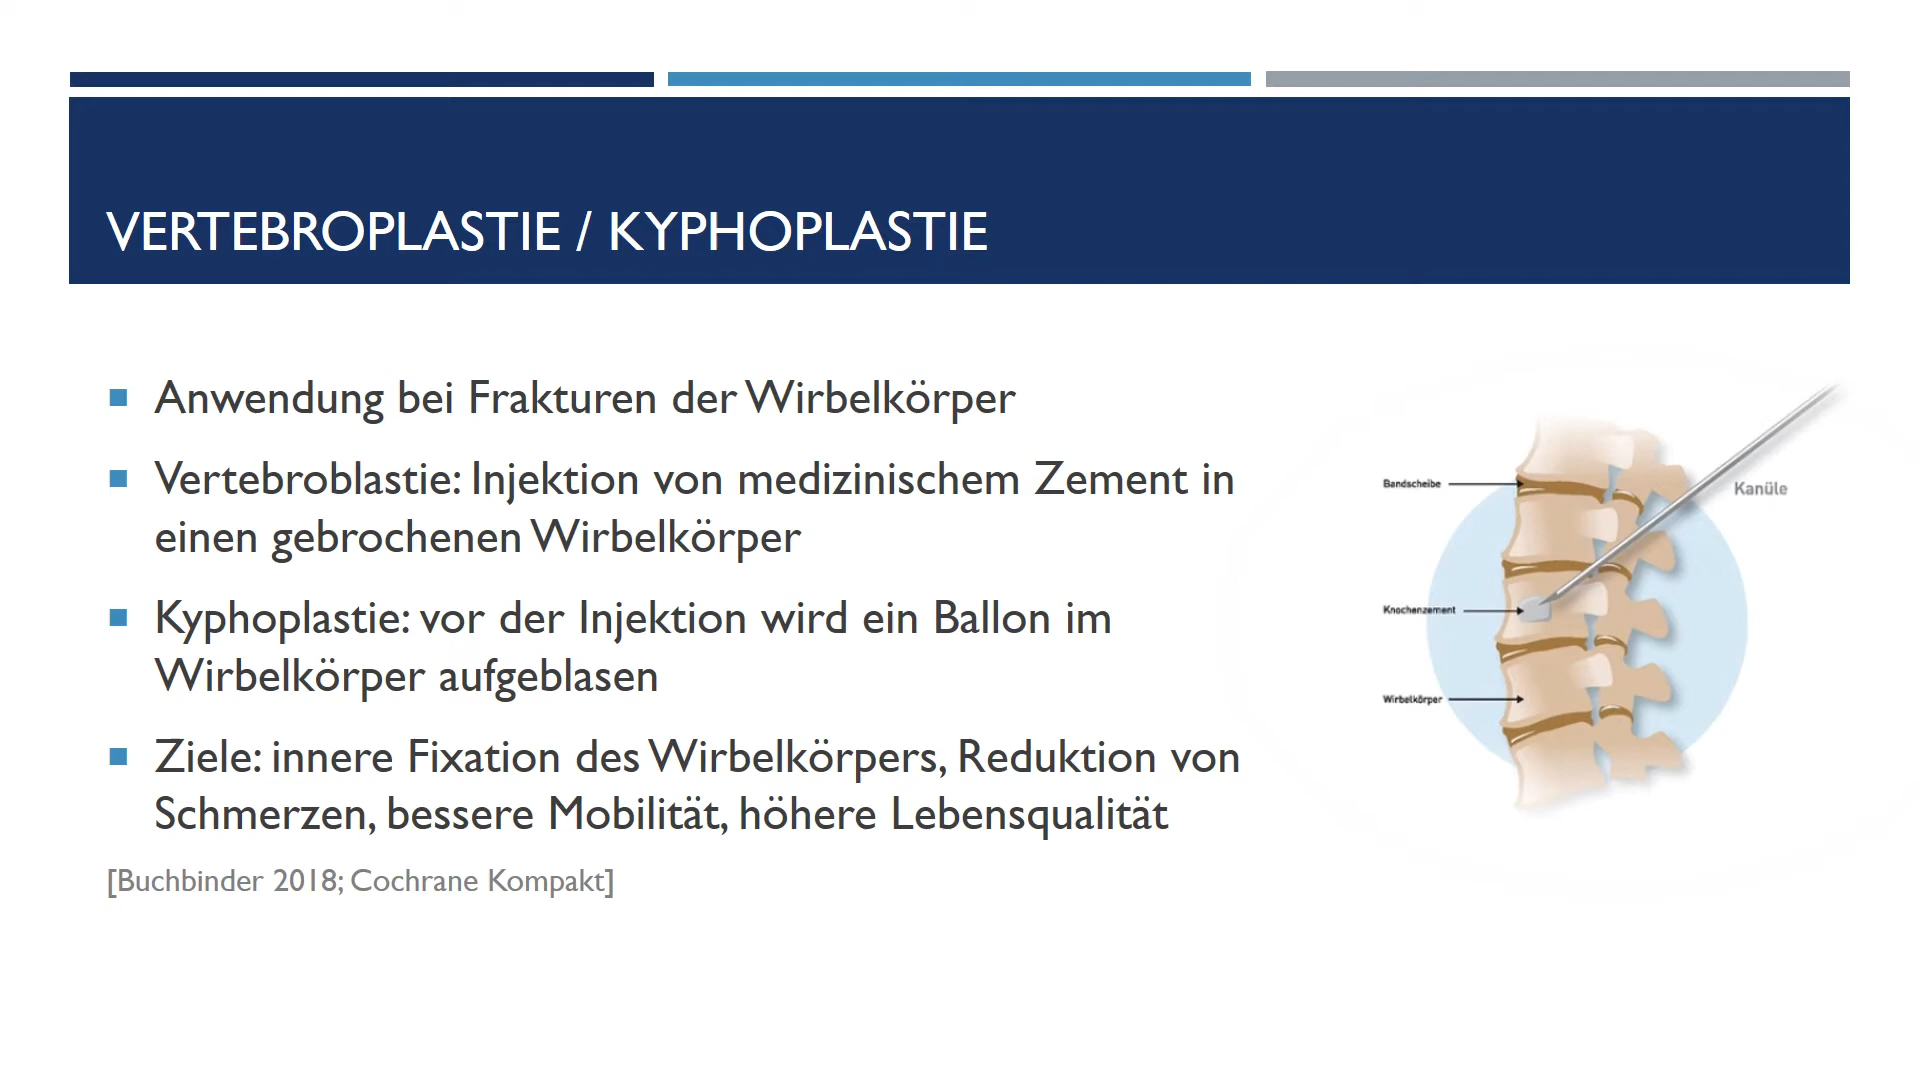 VERTEBROPLASTIE / KYPHOPLASTIE
Anwendung bei Frakturen der Wirbelkörper
Vertebroblastie: Injektion von medizinischem Zement in
einen gebrochenen Wirbelkörper
Kyphoplastie: vor der Injektion wird ein Ballon im
Wirbelkörper aufgeblasen
Ziele: innere Fixation des Wirbelkörpers, Reduktion von
Schmerzen, bessere Mobilität, höhere Lebensqualität
[Buchbinder 2018; Cochrane Kompakt]
Bandscheibe
Kanüle
Knochenzement
Wirbelkörper